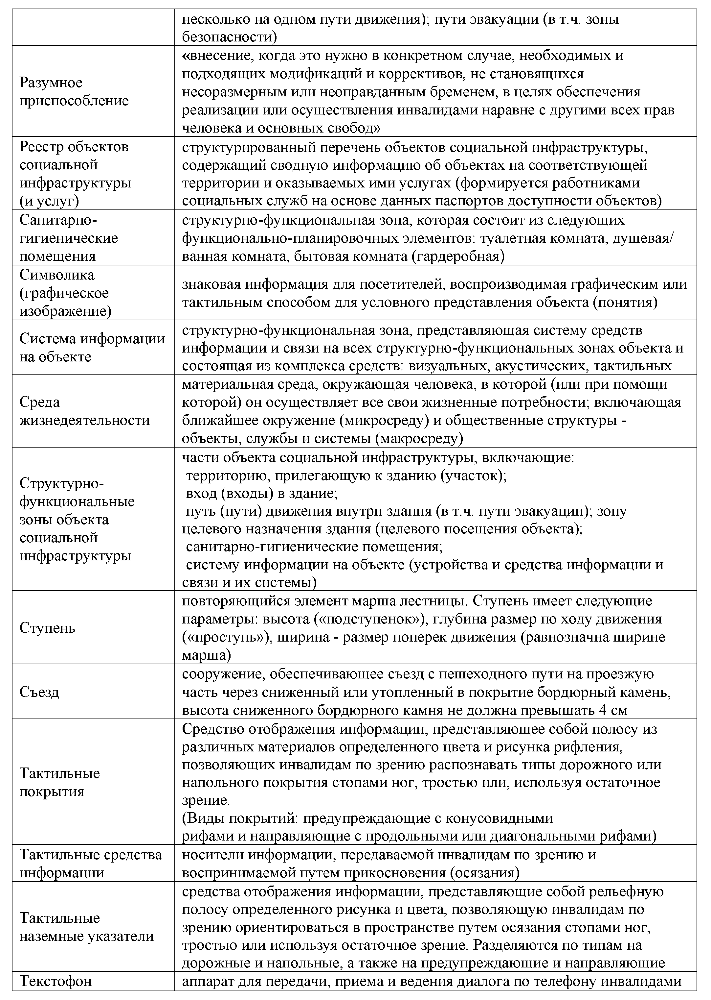 несколько на одном пути движения); пути эвакуации (в т.ч. зоны
безопасности)
Разумное
приспособление
«внесение, когда это нужно в конкретном случае, необходимых и
подходящих модификаций и коррективов, не становящихся
несоразмерным или неоправданным бременем, в целях обеспечения
реализации или осуществления инвалидами наравне с другими всех прав
человека и основных свобод»
Реестр объектов
социальной
инфраструктуры
(и услуг)
структурированный перечень объектов социальной инфраструктуры,
содержащий сводную информацию об объектах на соответствующей
территории и оказываемых ими услугах (формируется работниками
социальных служб на основе данных паспортов доступности объектов)
Санитарно-
гигиенические
помещения
структурно-функциональная зона, которая состоит из следующих
функционально-планировочных элементов: туалетная комната, душевая/
ванная комната, бытовая комната (гардеробная)
Символика
(графическое
изображение)
знаковая информация для посетителей, воспроизводимая графическим или
тактильным способом для условного представления объекта (понятия)
Система информации
на объекте
структурно-функциональная зона, представляющая систему средств
информации и связи на всех структурно-функциональных зонах объекта и
состоящая из комплекса средств: визуальных, акустических, тактильных
Среда
жизнедеятельности
материальная среда, окружающая человека, в которой (или при помощи
которой) он осуществляет все свои жизненные потребности; включающая
ближайшее окружение (микросреду) и общественные структуры -
объекты, службы и системы (макросреду)
Структурно-
функциональные
зоны объекта
социальной
инфраструктуры
части объекта социальной инфраструктуры, включающие:
территорию, прилегающую к зданию (участок);
вход (входы) в здание;
путь (пути) движения внутри здания (в т.ч. пути эвакуации); зону
целевого назначения здания (целевого посещения объекта);
санитарно-гигиенические помещения;
систему информации на объекте (устройства и средства информации и
связи и их системы)
Ступень
повторяющийся элемент марша лестницы. Ступень имеет следующие
параметры: высота («подступенок»), глубина размер по ходу движения
(«проступь»), ширина - размер поперек движения (равнозначна ширине
марша)
Съезд
сооружение, обеспечивающее съезд с пешеходного пути на проезжую
часть через сниженный или утопленный в покрытие бордюрный камень,
высота сниженного бордюрного камня не должна превышать 4 см
Тактильные
покрытия
Средство отображения информации, представляющее собой полосу из
различных материалов определенного цвета и рисунка рифления,
позволяющих инвалидам по зрению распознавать типы дорожного или
напольного покрытия стопами ног, тростью или, используя остаточное
зрение.
(Виды покрытий: предупреждающие с конусовидными
рифами и направляющие с продольными или диагональными рифами)
Тактильные средства
информации
носители информации, передаваемой инвалидам по зрению и
воспринимаемой путем прикосновения (осязания)
Тактильные
наземные указатели
средства отображения информации, представляющие собой рельефную
полосу определенного рисунка и цвета, позволяющую инвалидам по
зрению ориентироваться в пространстве путем осязания стопами ног,
тростью или используя остаточное зрение. Разделяются по типам на
дорожные и напольные, а также на предупреждающие и направляющие
Текстофон
аппарат для передачи, приема и ведения диалога по телефону инвалидами